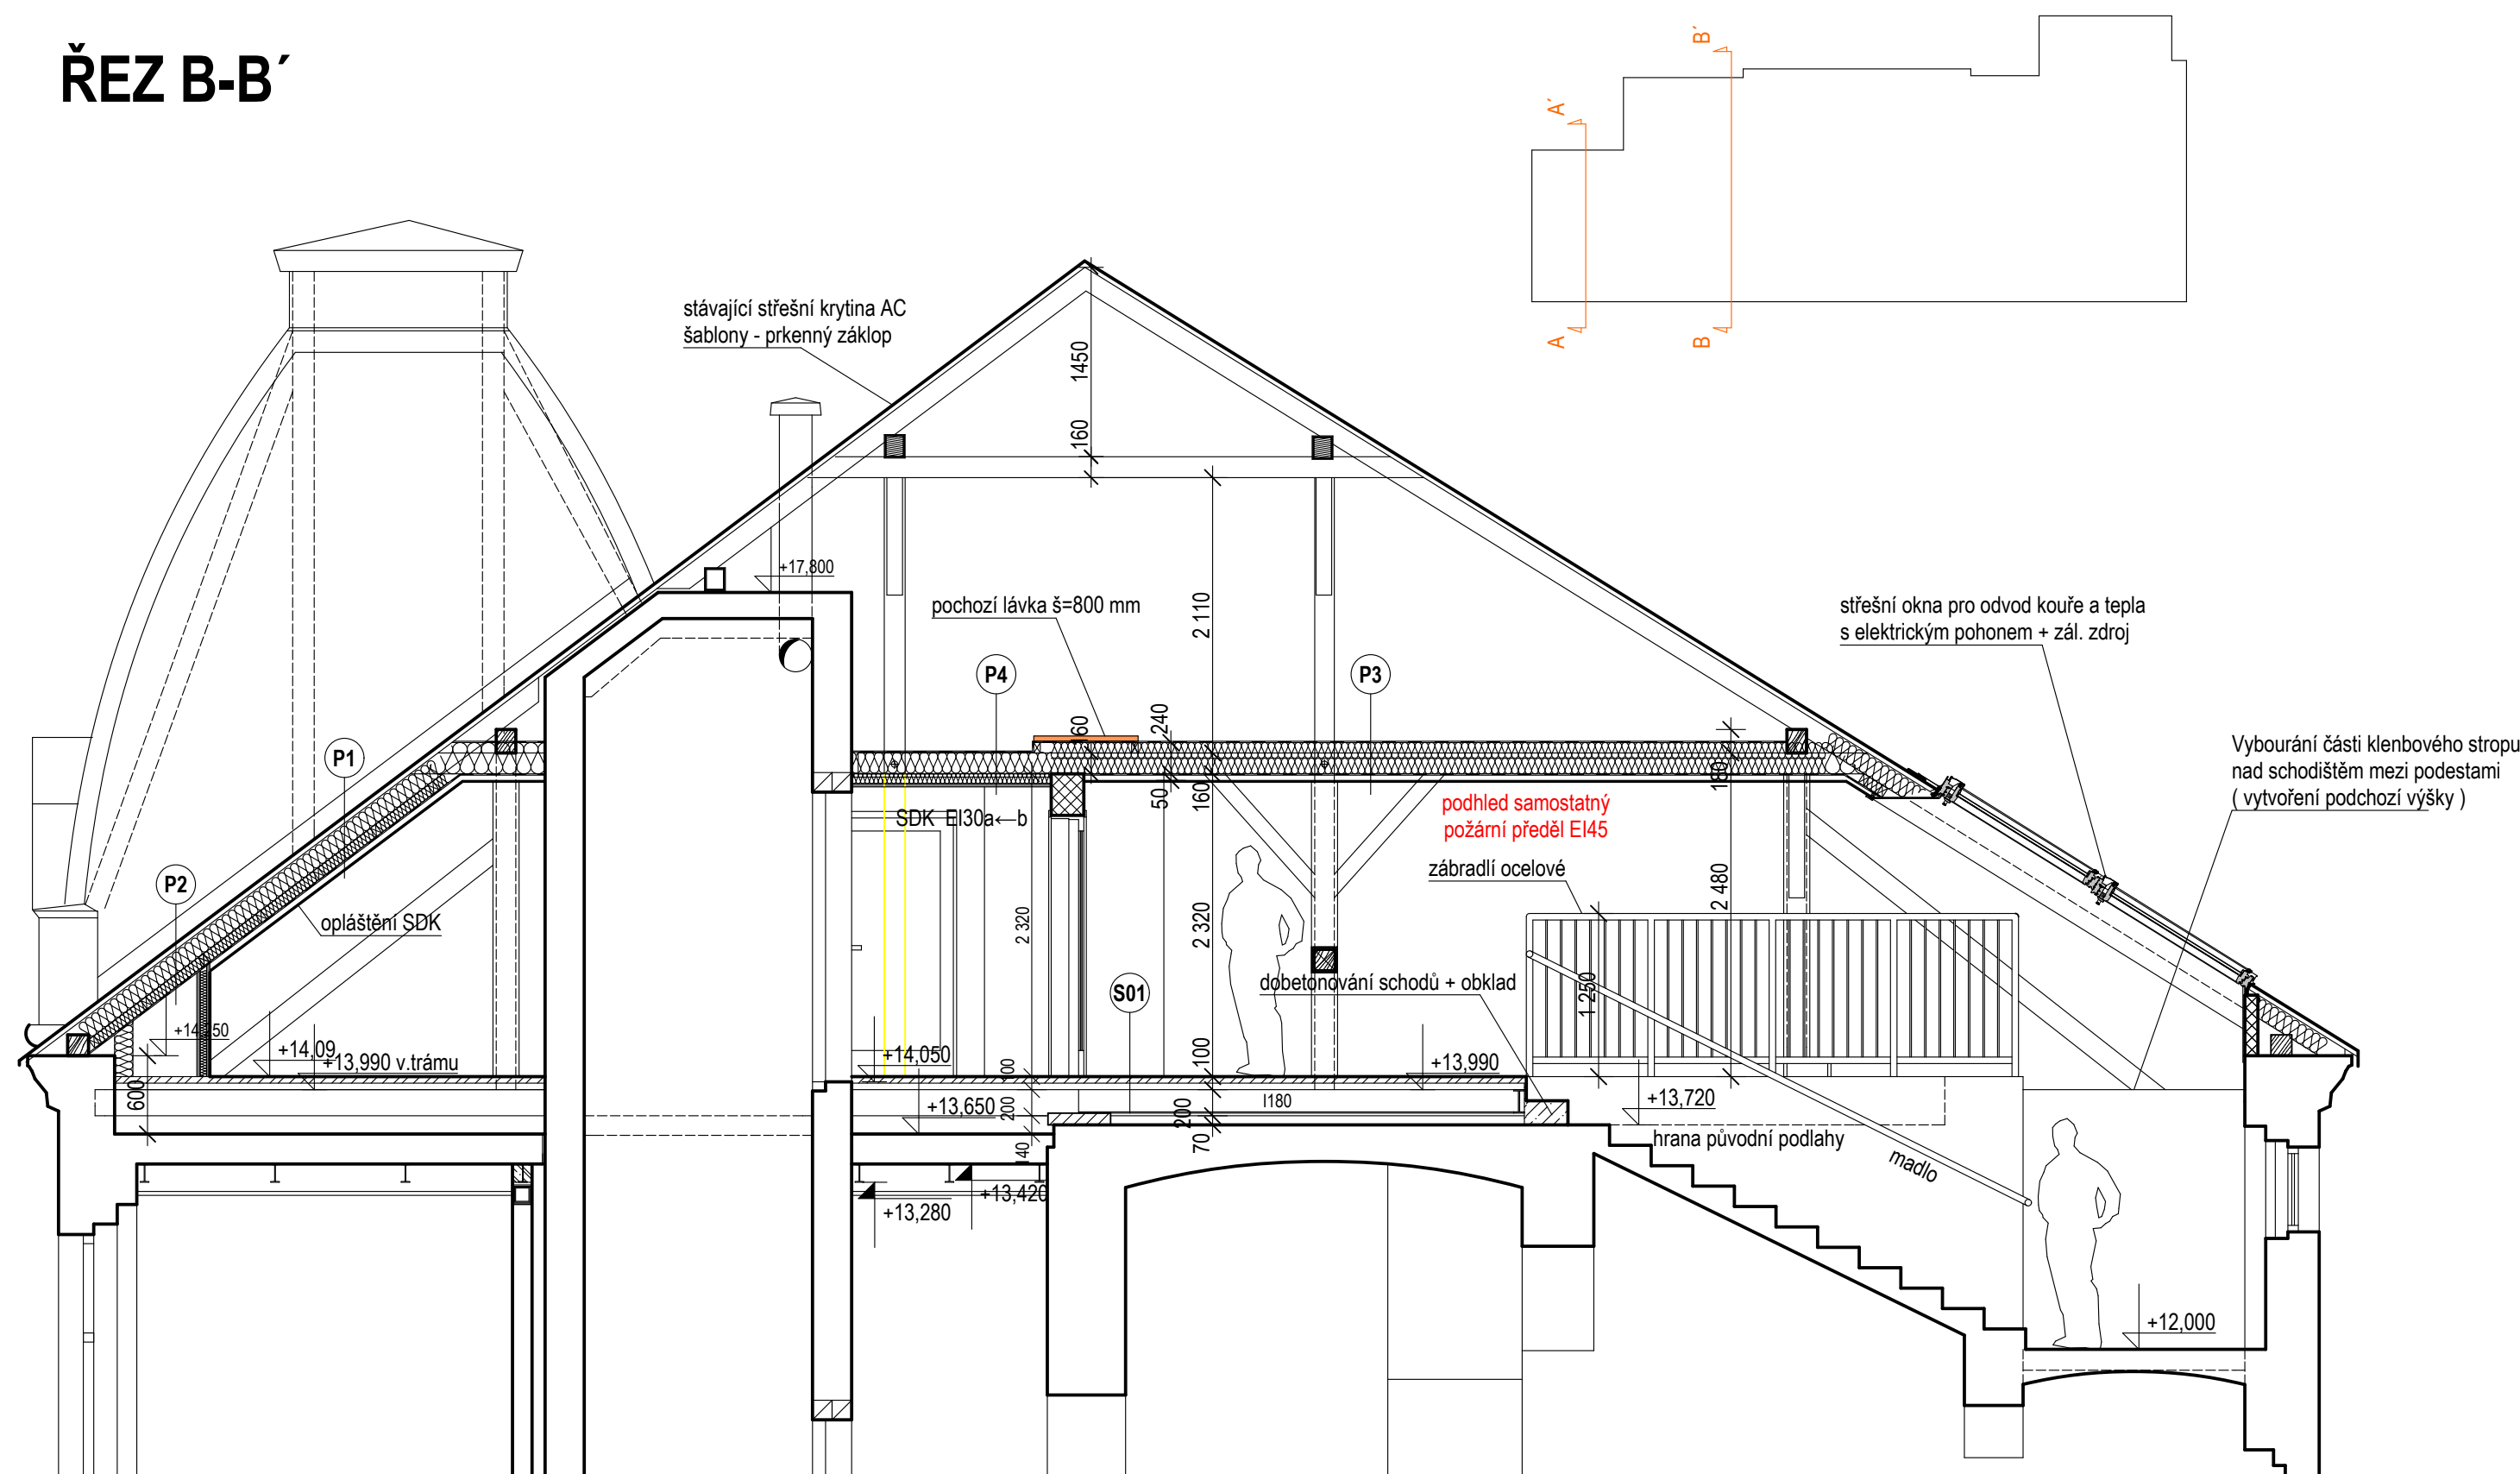 ŘEZ B-B´
B´
A´
A
B
stávající střešní krytina AC
šablony - prkenný záklop
1450
160
+17,800
pochozí lávka š=800 mm
2 110
střešní okna pro odvod kouře a tepla
s elektrickým pohonem + zál. zdroj
P4
P3
160
240
Vybourání části klenbového stropu
nad schodištěm mezi podestami
( vytvoření podchozí výšky )
P1
50
160
180
SDK EI30a←b
podhled samostatný
požární předěl EI45
zábradlí ocelové
P2
opláštění SDK
2 320
2 320
2 480
S01
dobetonování schodů + obklad
1 250
+14,09
+13,990 v.trámu
600
+14,050
100
100
+13,990
+13,650
200
200
I180
+13,720
140
70
hrana původní podlahy
madlo
+13,420
+13,280
+12,000